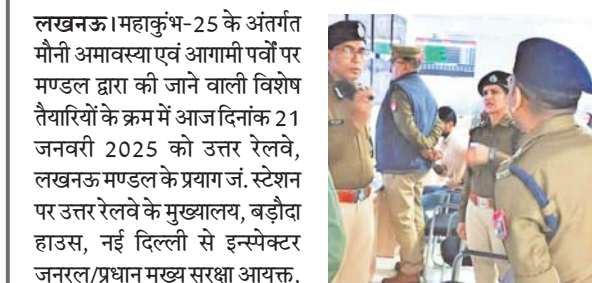 लखनऊ।महाकुंभ-25 के अंतर्गत
मौनी अमावस्या एवं आगामी पर्वों पर
मण्डल द्वारा की जाने वाली विशेष
तैयारियों के क्रम में आज दिनांक 21
जनवरी 2025 को उत्तर रेलवे,
लखनऊ मण्डल के प्रयाग जं. स्टेशन
पर उत्तर रेलवे के मुख्यालय, बड़ौदा
हाउस, नई दिल्ली से इन्स्पेक्टर
जनरल/प्रधान मुख्य सुरक्षा आयुक्त,